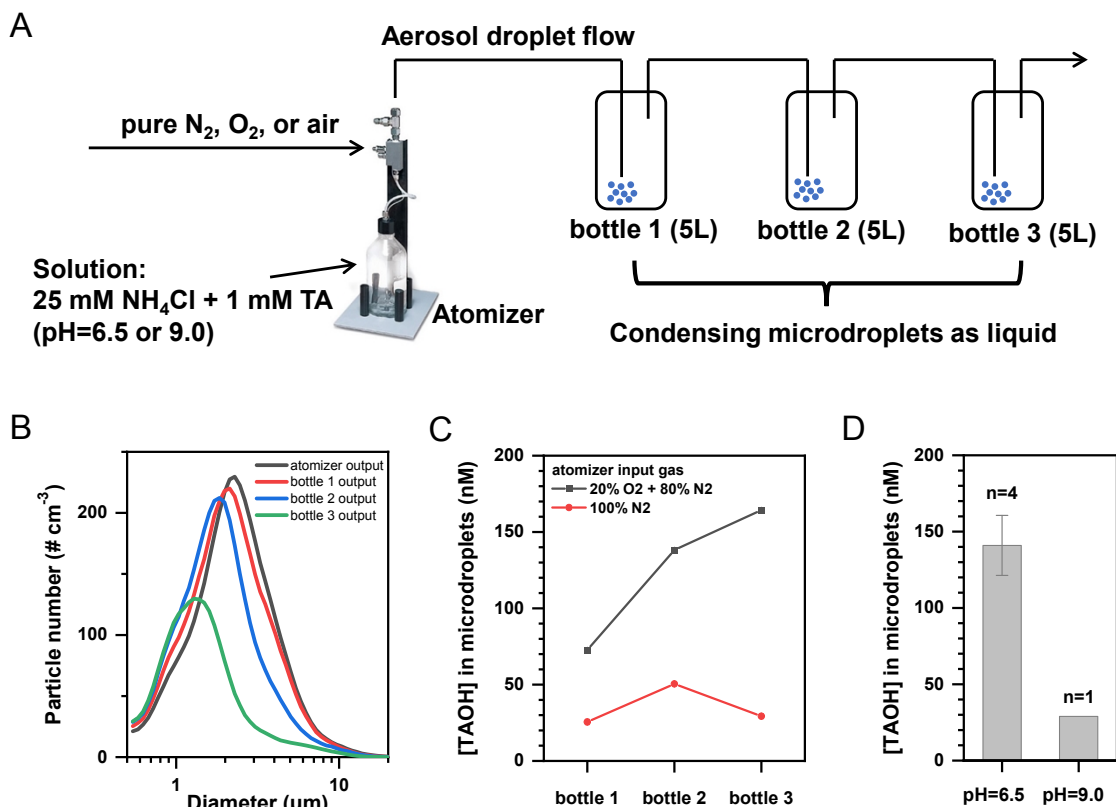 A
Aerosol droplet flow
pure N₂, O₂, or air
bottle 1 (5L)
bottle 2 (5L)
bottle 3 (5L)
Solution:
25 mM NH₄Cl + 1 mM TA
(pH=6.5 or 9.0)
Atomizer
Condensing microdroplets as liquid
B
Particle number (# cm⁻³)
200
100
0
atomizer output
bottle 1 output
bottle 2 output
bottle 3 output
1
10
Diameter (µm)
C
[TAOH] in microdroplets (nM)
200
150
100
50
0
atomizer input gas
20% O2 + 80% N2
100% N2
bottle 1
bottle 2
bottle 3
D
[TAOH] in microdroplets (nM)
200
150
100
50
0
n=4
n=1
pH=6.5
pH=9.0